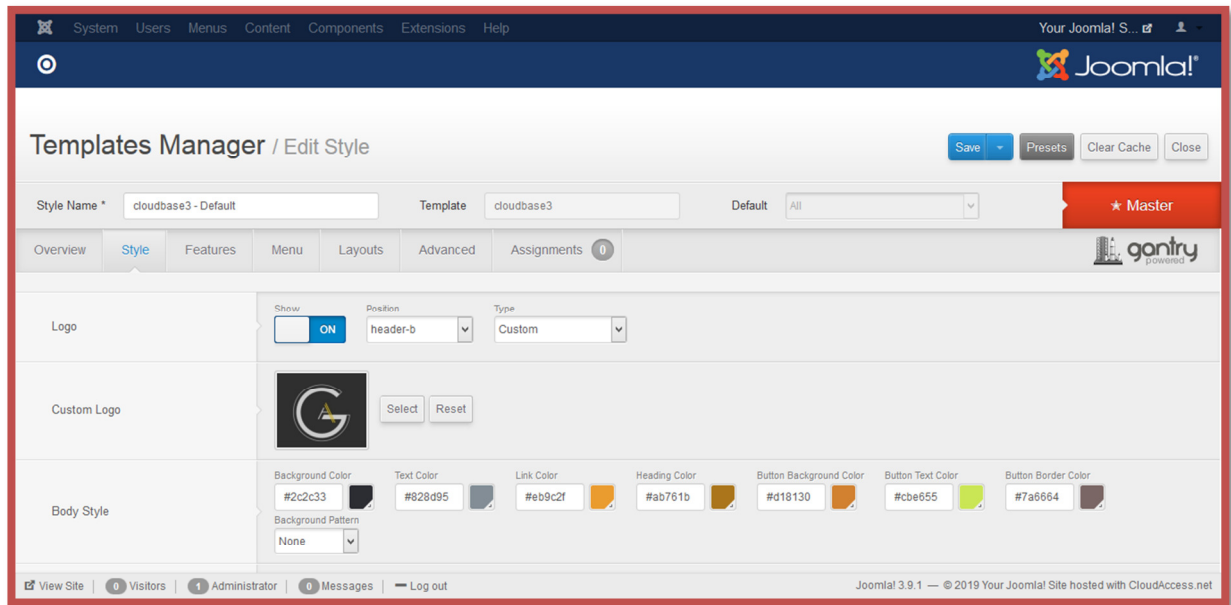 System Users Menus Content Components Extensions Help Your Joomla! S...
Joomla!®
Templates Manager / Edit Style Save Presets Clear Cache Close
Style Name * cloudbase3 - Default Template cloudbase3 Default All ★ Master
Overview Style Features Menu Layouts Advanced Assignments 0 gantry
powered
Show Position Type
Logo ON header-b Custom
Custom Logo Select Reset
Background Color Text Color Link Color Heading Color Button Background Color Button Text Color Button Border Color
#2c2c33 #828d95 #eb9c2f #ab761b #d18130 #cbe655 #7a6664
Body Style
Background Pattern
None
View Site | 0 Visitors | 1 Administrator | 0 Messages | Log out Joomla! 3.9.1 — © 2019 Your Joomla! Site hosted with CloudAccess.net